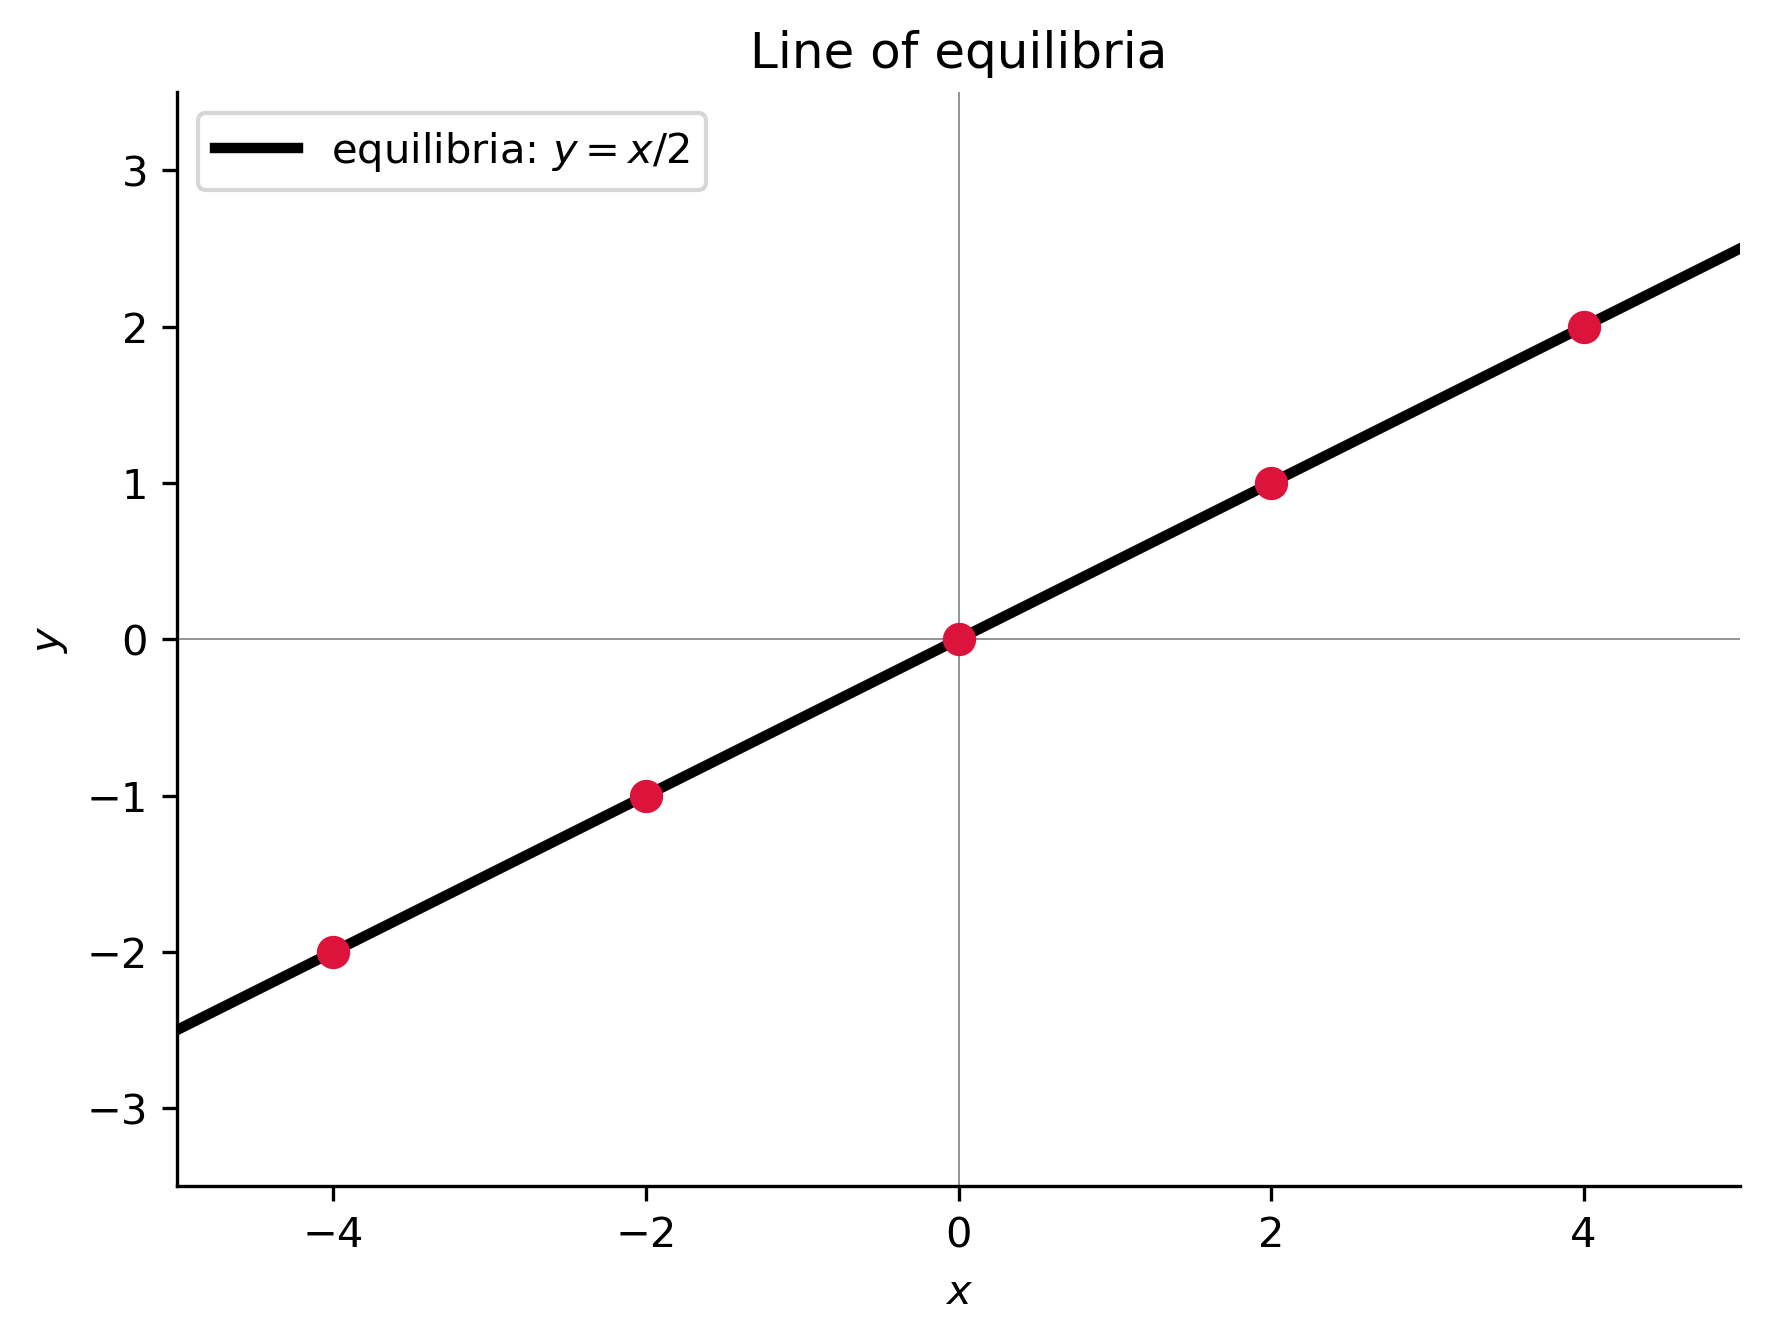 Line of equilibria
equilibria: y = x/2
3
2
1
0
−1
−2
−3
y
−4 −2 0 2 4
x